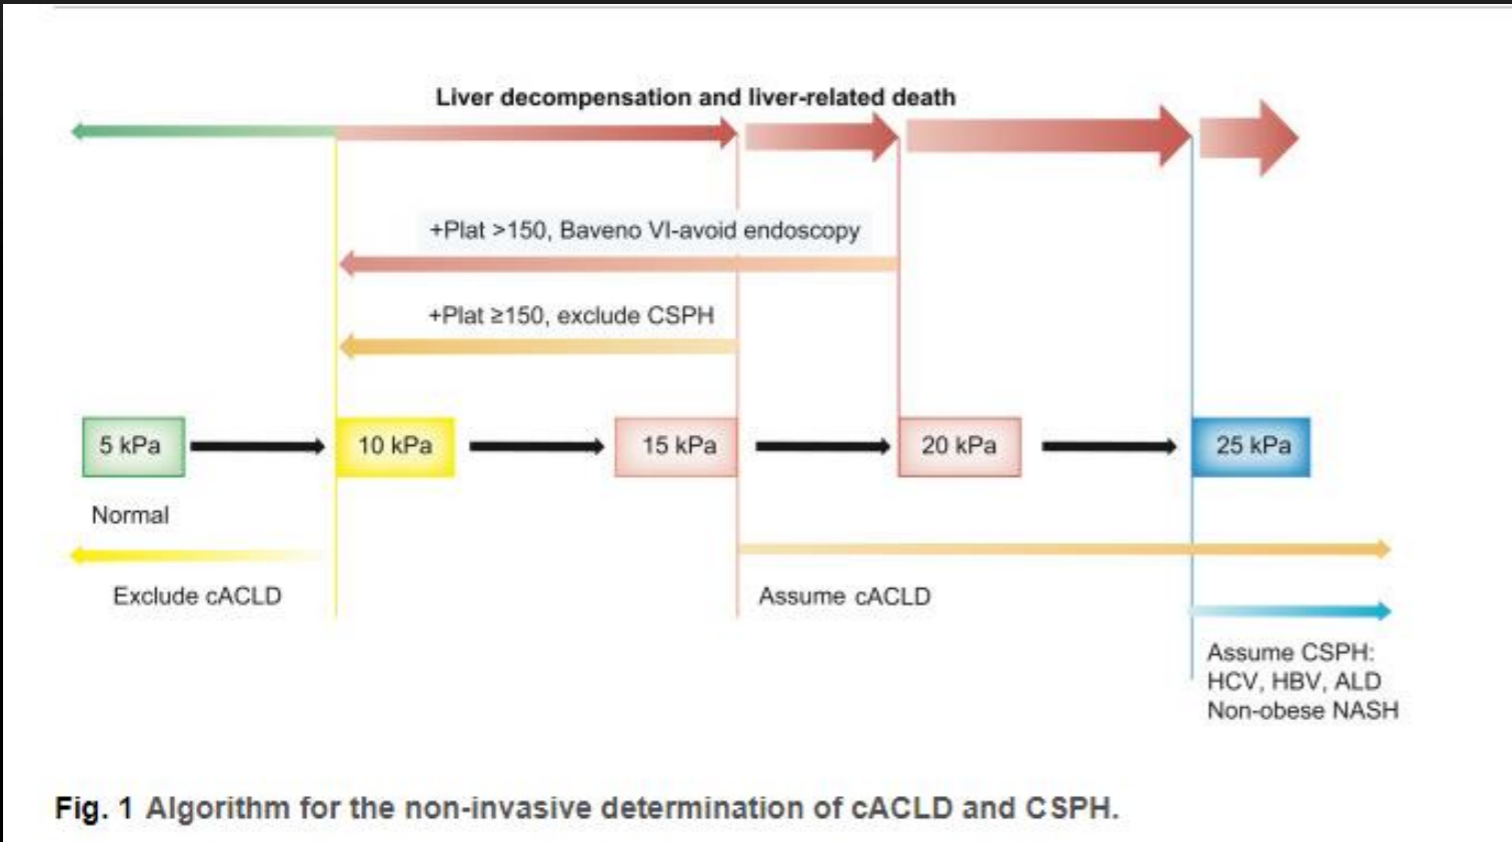 Liver decompensation and liver-related death
+Plat >150, Baveno VI-avoid endoscopy
+Plat ≥150, exclude CSPH
5 kPa
10 kPa
15 kPa
20 kPa
25 kPa
Normal
Exclude cACLD
Assume cACLD
Assume CSPH:
HCV, HBV, ALD
Non-obese NASH
Fig. 1 Algorithm for the non-invasive determination of cACLD and CSPH.